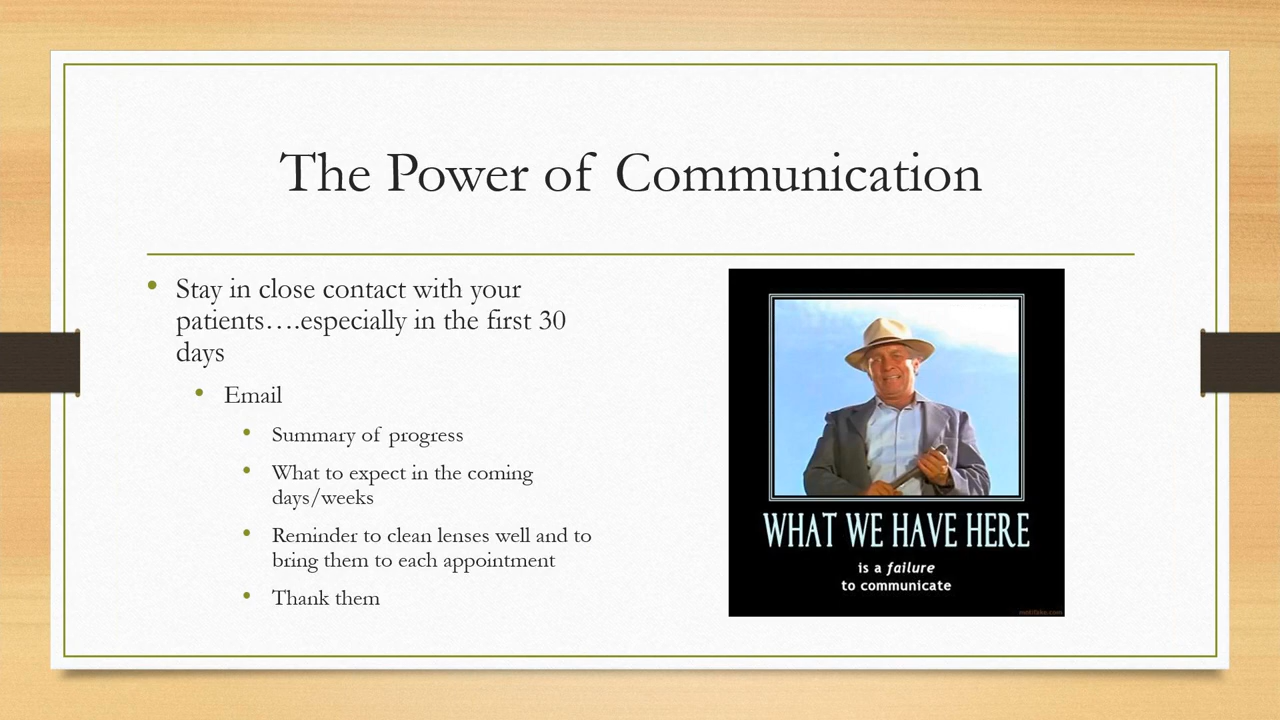 The Power of Communication
• Stay in close contact with your
patients….especially in the first 30
days
• Email
• Summary of progress
• What to expect in the coming
days/weeks
• Reminder to clean lenses well and to
bring them to each appointment
• Thank them
WHAT WE HAVE HERE
is a failure
to communicate
motifake.com